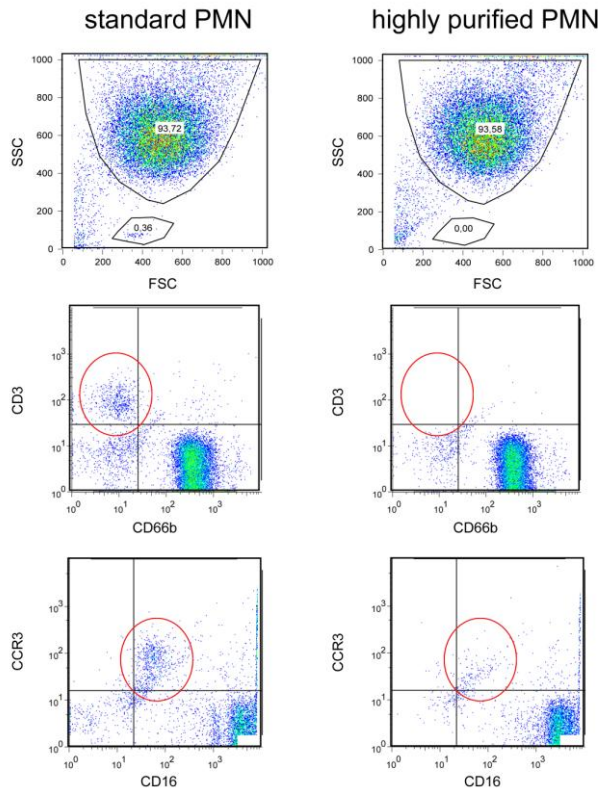 standard PMN highly purified PMN
1000 1000
800 800
600 93.72 600 93.58
SSC SSC
400 400
200 0.36 200 0,00
0 0
0 200 400 600 800 1000 0 200 400 600 800 1000
FSC FSC
10³ 10³
CD3 10² CD3 10²
10¹ 10¹
10⁰ 10⁰
10⁰ 10¹ 10² 10³ 10⁰ 10¹ 10² 10³
CD66b CD66b
10³ 10³
CCR3 10² CCR3 10²
10¹ 10¹
10⁰ 10⁰
10⁰ 10¹ 10² 10³ 10⁰ 10¹ 10² 10³
CD16 CD16